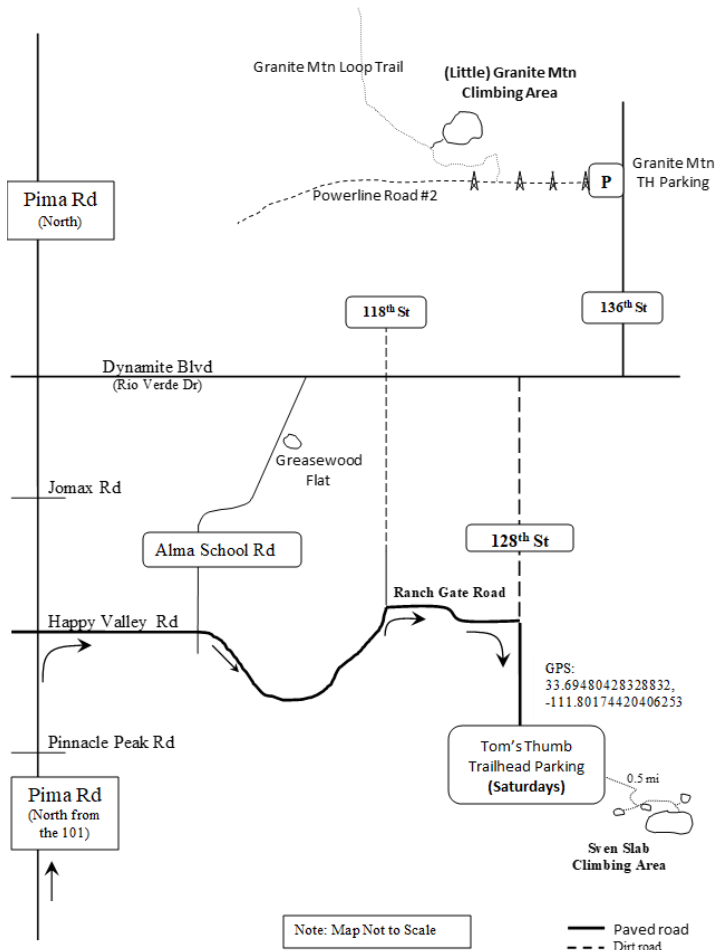 Granite Mtn Loop Trail
(Little) Granite Mtn
Climbing Area
Granite Mtn
TH Parking
P
Pima Rd
(North)
Powerline Road #2
118th St
136th St
Dynamite Blvd
(Rio Verde Dr)
Greasewood
Flat
Jomax Rd
Alma School Rd
128th St
Ranch Gate Road
Happy Valley Rd
GPS:
33.69480428328832,
-111.80174420406253
Pinnacle Peak Rd
Tom's Thumb
Trailhead Parking
(Saturdays)
0.5 mi
Pima Rd
(North from
the 101)
Sven Slab
Climbing Area
Note: Map Not to Scale
Paved road
Dirt road